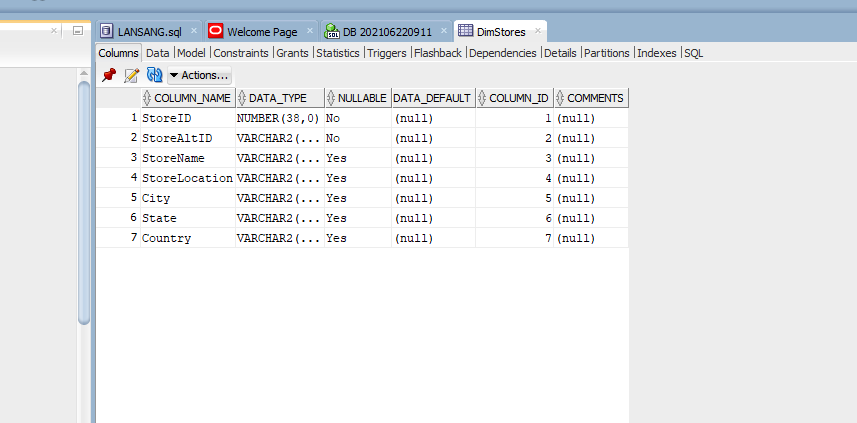 LANSANG.sql Welcome Page DB 202106220911 DimStores
Columns Data Model Constraints Grants Statistics Triggers Flashback Dependencies Details Partitions Indexes SQL
Actions...
COLUMN_NAME DATA_TYPE NULLABLE DATA_DEFAULT COLUMN_ID COMMENTS
1 StoreID NUMBER(38,0) No (null) 1 (null)
2 StoreAltID VARCHAR2(... No (null) 2 (null)
3 StoreName VARCHAR2(... Yes (null) 3 (null)
4 StoreLocation VARCHAR2(... Yes (null) 4 (null)
5 City VARCHAR2(... Yes (null) 5 (null)
6 State VARCHAR2(... Yes (null) 6 (null)
7 Country VARCHAR2(... Yes (null) 7 (null)